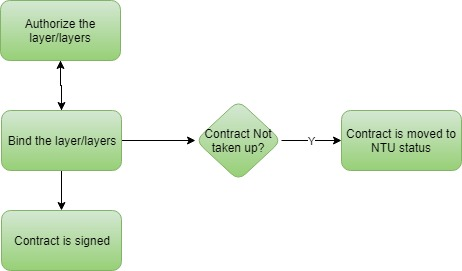 Authorize the
layer/layers
Bind the layer/layers
Contract Not
taken up?
Y
Contract is moved to
NTU status
Contract is signed